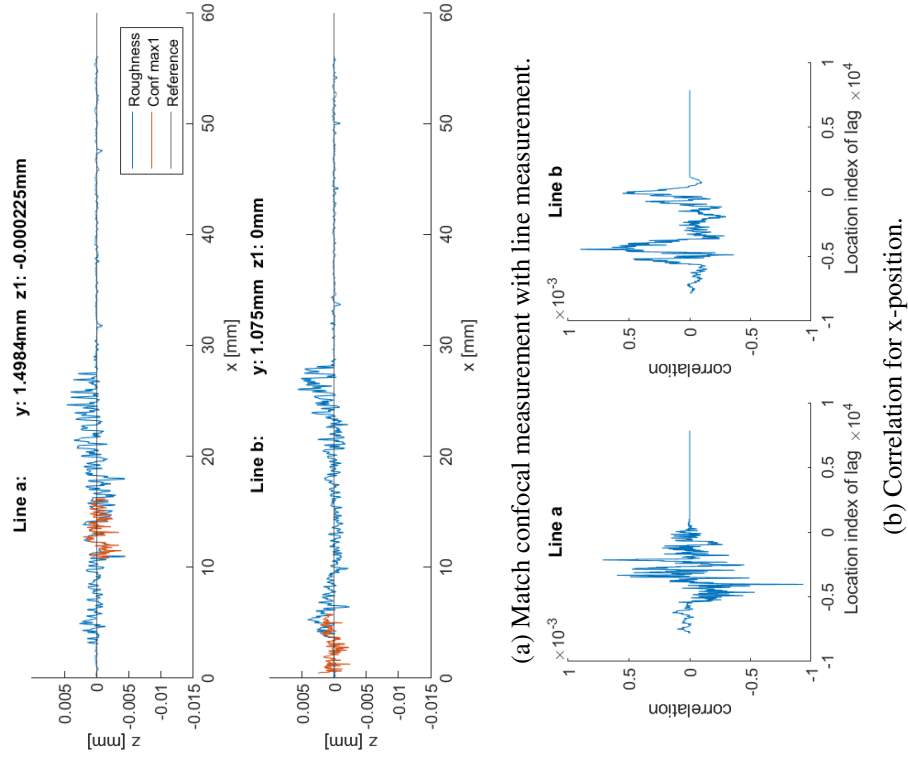 Line a: y: 1.4984mm z1: -0.000225mm
0.005
0
-0.005
-0.01
-0.015
z [mm]
0 10 20 30 40 50 60
x [mm]
Roughness
Conf max1
Reference
Line b: y: 1.075mm z1: 0mm
0.005
0
-0.005
-0.01
-0.015
z [mm]
0 10 20 30 40 50 60
x [mm]
(a) Match confocal measurement with line measurement.
Line a
×10-3
1
0.5
0
-0.5
-1
correlation
-1 -0.5 0 0.5 1
Location index of lag ×104
Line b
×10-3
1
0.5
0
-0.5
-1
correlation
-1 -0.5 0 0.5 1
Location index of lag ×104
(b) Correlation for x-position.